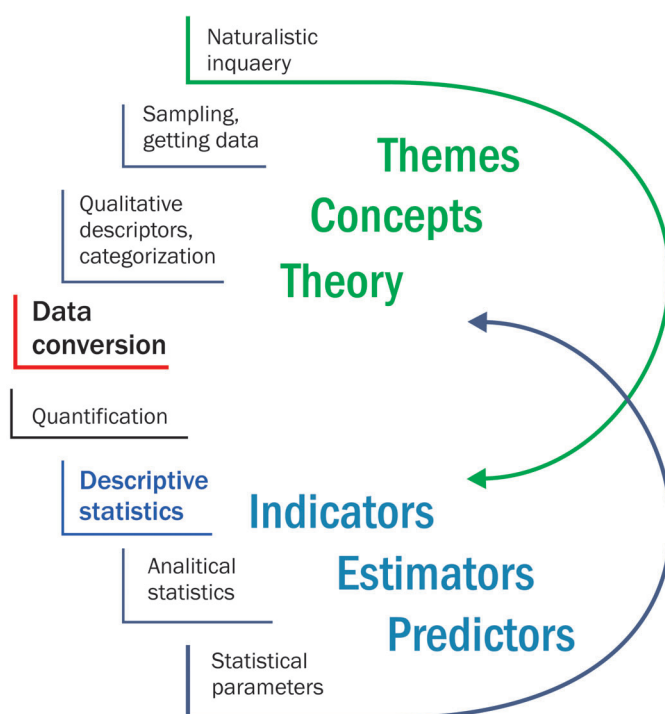 Naturalistic
inquaery
Sampling,
getting data
Themes
Qualitative
descriptors,
categorization
Concepts
Theory
Data
conversion
Quantification
Descriptive
statistics
Indicators
Analitical
statistics
Estimators
Predictors
Statistical
parameters